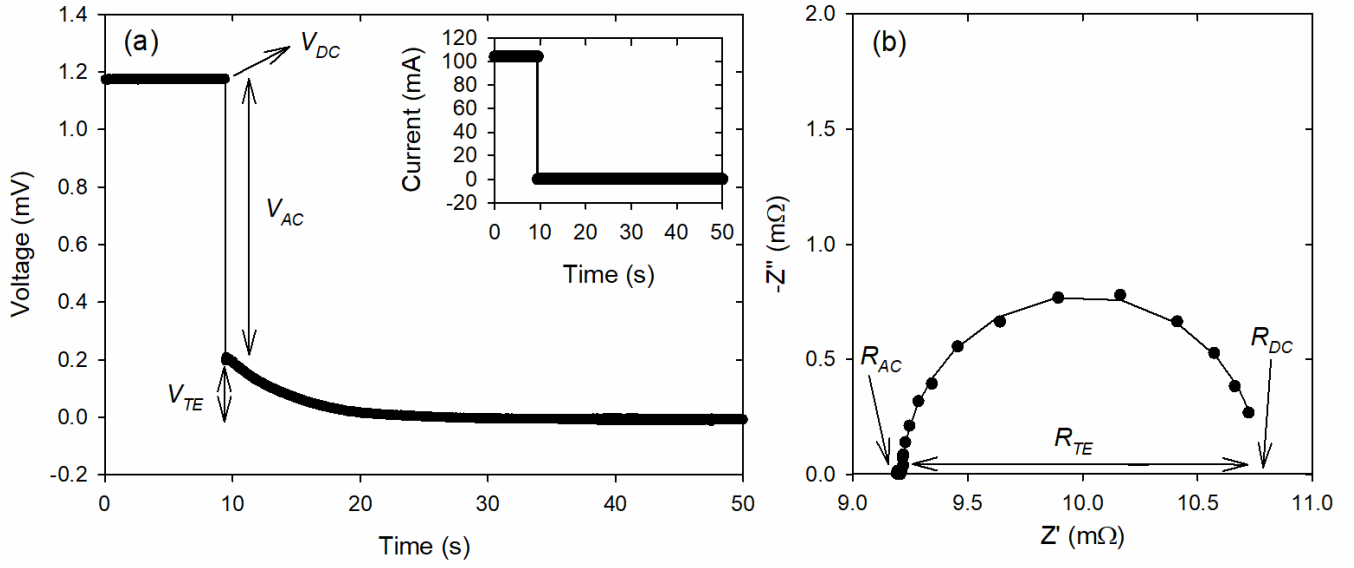 (a)
V_DC
V_AC
V_TE
Voltage (mV)
1.4
1.2
1.0
0.8
0.6
0.4
0.2
0.0
-0.2
0 10 20 30 40 50
Time (s)
Current (mA)
120
100
80
60
40
20
0
-20
0 10 20 30 40 50
Time (s)
(b)
-Z'' (mΩ)
2.0
1.5
1.0
0.5
0.0
R_AC
R_DC
R_TE
9.0 9.5 10.0 10.5 11.0
Z' (mΩ)